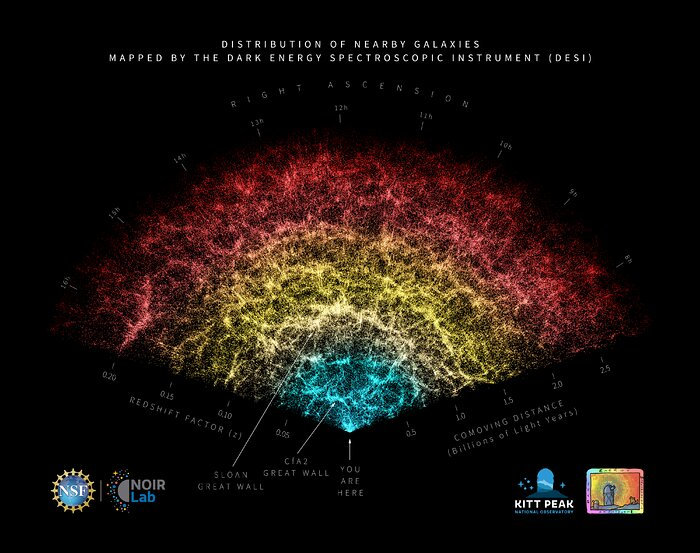 DISTRIBUTION OF NEARBY GALAXIES
MAPPED BY THE DARK ENERGY SPECTROSCOPIC INSTRUMENT (DESI)
RIGHT ASCENSION
16h
15h
14h
13h
12h
11h
10h
9h
8h
0.20
0.15
0.10
0.05
REDSHIFT FACTOR (z)
0.5
1.0
1.5
2.0
2.5
COMOVING DISTANCE
(Billions of Light Years)
SLOAN
GREAT WALL
CfA2
GREAT WALL
YOU
ARE
HERE
NSF
NOIR
Lab
KITT PEAK
NATIONAL OBSERVATORY